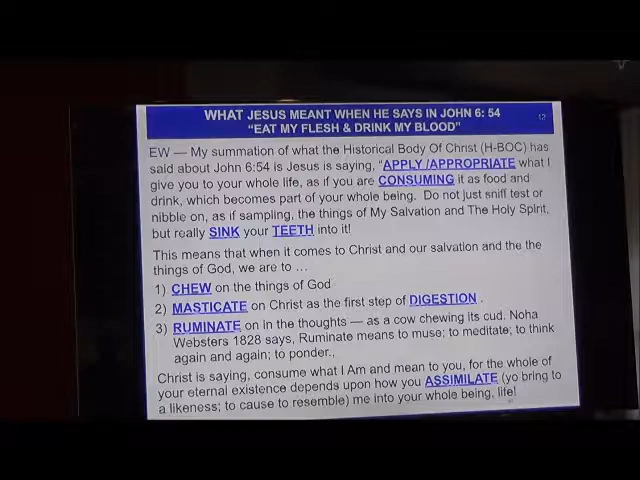 WHAT JESUS MEANT WHEN HE SAYS IN JOHN 6: 54
12
"EAT MY FLESH & DRINK MY BLOOD"
EW — My summation of what the Historical Body Of Christ (H-BOC) has
said about John 6:54 is Jesus is saying, "APPLY /APPROPRIATE what I
give you to your whole life, as if you are CONSUMING it as food and
drink, which becomes part of your whole being. Do not just sniff test or
nibble on, as if sampling, the things of My Salvation and The Holy Spirit,
but really SINK your TEETH into it!
This means that when it comes to Christ and our salvation and the the
things of God, we are to ...
1) CHEW on the things of God
2) MASTICATE on Christ as the first step of DIGESTION .
3) RUMINATE on in the thoughts — as a cow chewing its cud. Noha
Websters 1828 says, Ruminate means to muse; to meditate; to think
again and again; to ponder.,
Christ is saying, consume what I Am and mean to you, for the whole of
your eternal existence depends upon how you ASSIMILATE (yo bring to
a likeness; to cause to resemble) me into your whole being, life!